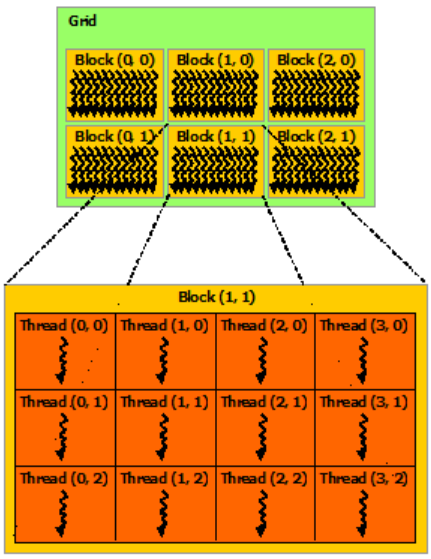 Grid
Block (0, 0) Block (1, 0) Block (2, 0)
Block (0, 1) Block (1, 1) Block (2, 1)
Block (1, 1)
Thread (0, 0) Thread (1, 0) Thread (2, 0) Thread (3, 0)
Thread (0, 1) Thread (1, 1) Thread (2, 1) Thread (3, 1)
Thread (0, 2) Thread (1, 2) Thread (2, 2) Thread (3, 2)